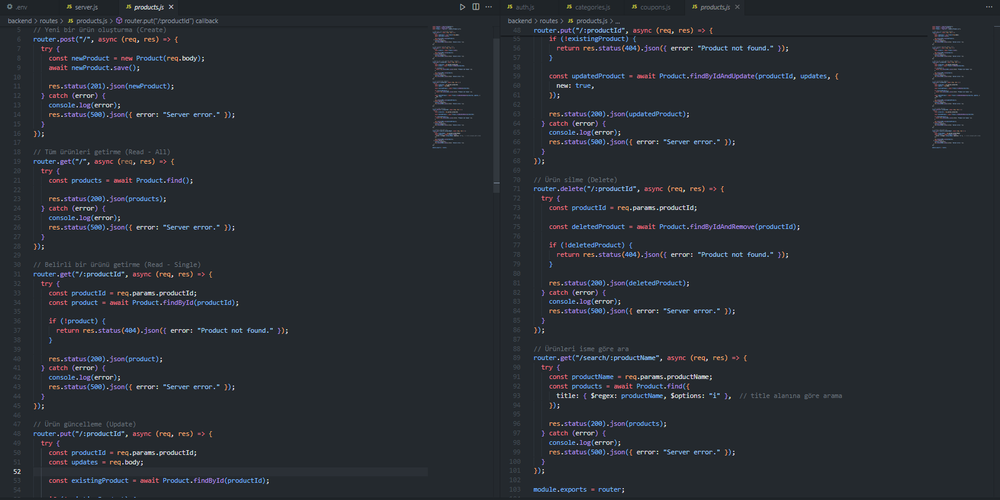 .env
JS server.js
JS products.js
backend > routes > JS products.js > router.put("/:productId") callback
5 // Yeni bir ürün oluşturma (Create)
6 router.post("/", async (req, res) => {
7 try {
8 const newProduct = new Product(req.body);
9 await newProduct.save();
10
11 res.status(201).json(newProduct);
12 } catch (error) {
13 console.log(error);
14 res.status(500).json({ error: "Server error." });
15 }
16 });
17
18 // Tüm ürünleri getirme (Read - All)
19 router.get("/", async (req, res) => {
20 try {
21 const products = await Product.find();
22
23 res.status(200).json(products);
24 } catch (error) {
25 console.log(error);
26 res.status(500).json({ error: "Server error." });
27 }
28 });
29
30 // Belirli bir ürünü getirme (Read - Single)
31 router.get("/:productId", async (req, res) => {
32 try {
33 const productId = req.params.productId;
34 const product = await Product.findById(productId);
35
36 if (!product) {
37 return res.status(404).json({ error: "Product not found." });
38 }
39
40 res.status(200).json(product);
41 } catch (error) {
42 console.log(error);
43 res.status(500).json({ error: "Server error." });
44 }
45 });
46
47 // Ürün güncelleme (Update)
48 router.put("/:productId", async (req, res) => {
49 try {
50 const productId = req.params.productId;
51 const updates = req.body;
52
53 const existingProduct = await Product.findById(productId);
54
JS auth.js
JS categories.js
JS coupons.js
JS products.js
backend > routes > JS products.js > ...
48 router.put("/:productId", async (req, res) => {
55 if (!existingProduct) {
56 return res.status(404).json({ error: "Product not found." });
57 }
58
59 const updatedProduct = await Product.findByIdAndUpdate(productId, updates, {
60 new: true,
61 });
62
63 res.status(200).json(updatedProduct);
64 } catch (error) {
65 console.log(error);
66 res.status(500).json({ error: "Server error." });
67 }
68 });
69
70 // Ürün silme (Delete)
71 router.delete("/:productId", async (req, res) => {
72 try {
73 const productId = req.params.productId;
74
75 const deletedProduct = await Product.findByIdAndRemove(productId);
76
77 if (!deletedProduct) {
78 return res.status(404).json({ error: "Product not found." });
79 }
80
81 res.status(200).json(deletedProduct);
82 } catch (error) {
83 console.log(error);
84 res.status(500).json({ error: "Server error." });
85 }
86 });
87
88 // Ürünleri isme göre ara
89 router.get("/search/:productName", async (req, res) => {
90 try {
91 const productName = req.params.productName;
92 const products = await Product.find({
93 title: { $regex: productName, $options: "i" }, // title alanına göre arama
94 });
95
96 res.status(200).json(products);
97 } catch (error) {
98 console.log(error);
99 res.status(500).json({ error: "Server error." });
100 }
101 });
102
103 module.exports = router;